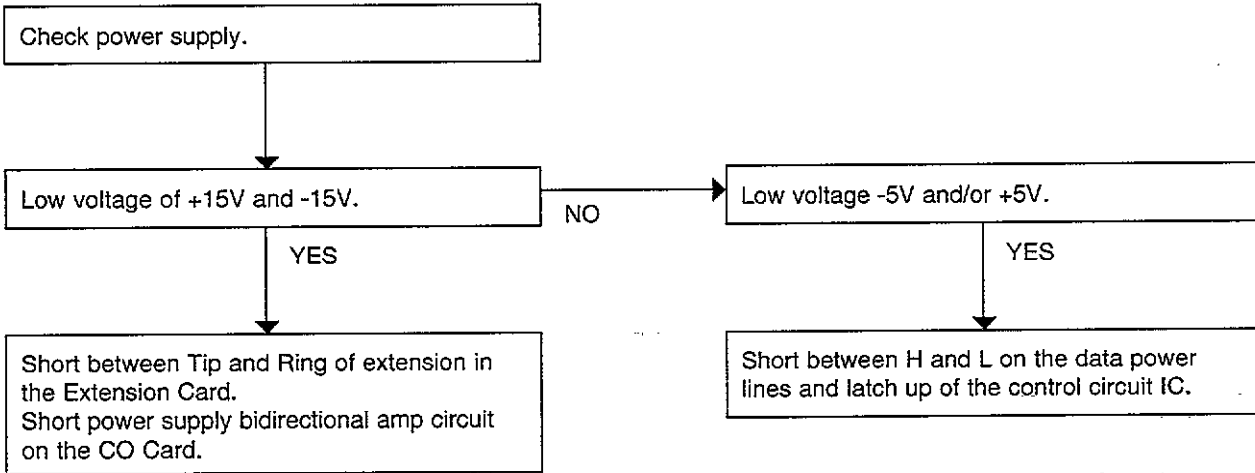 Check power supply.
Low voltage of +15V and -15V.
NO
Low voltage -5V and/or +5V.
YES
YES
Short between Tip and Ring of extension in
the Extension Card.
Short power supply bidirectional amp circuit
on the CO Card.
Short between H and L on the data power
lines and latch up of the control circuit IC.